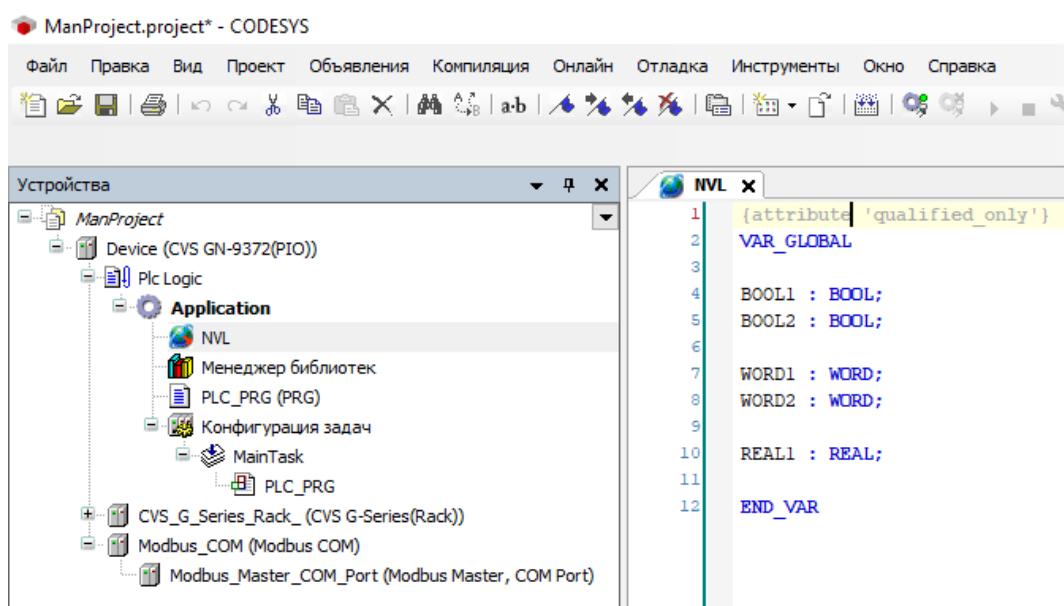 ManProject.project* - CODESYS
Файл Правка Вид Проект Объявления Компиляция Онлайн Отладка Инструменты Окно Справка
Устройства
ManProject
Device (CVS GN-9372(PIO))
Plc Logic
Application
NVL
Менеджер библиотек
PLC_PRG (PRG)
Конфигурация задач
MainTask
PLC_PRG
CVS_G_Series_Rack_ (CVS G-Series(Rack))
Modbus_COM (Modbus COM)
Modbus_Master_COM_Port (Modbus Master, COM Port)
NVL
1 {attribute 'qualified_only'}
2 VAR_GLOBAL
3
4 BOOL1 : BOOL;
5 BOOL2 : BOOL;
6
7 WORD1 : WORD;
8 WORD2 : WORD;
9
10 REAL1 : REAL;
11
12 END_VAR